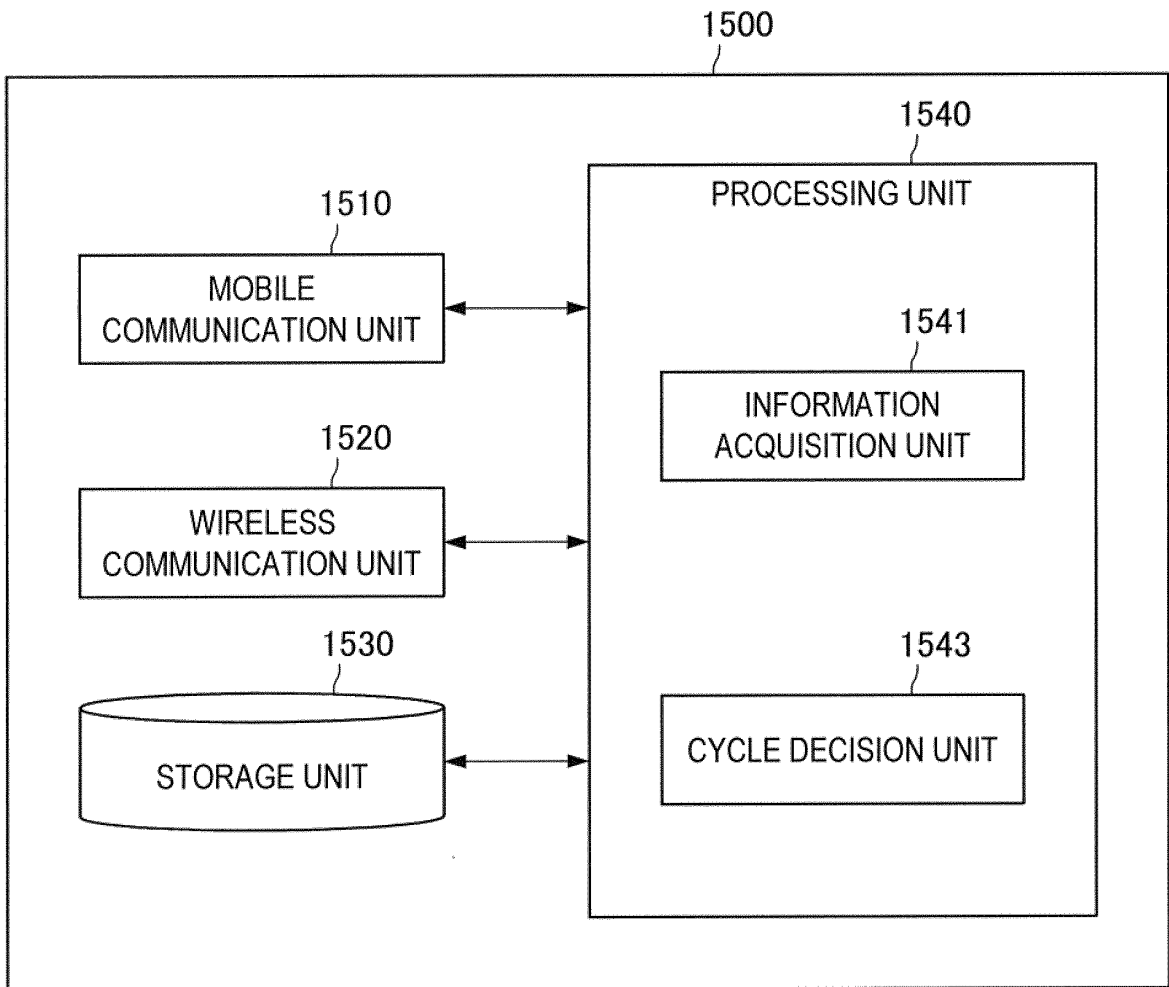 1500
1540
PROCESSING UNIT
1510
MOBILE
COMMUNICATION UNIT
1541
INFORMATION
ACQUISITION UNIT
1520
WIRELESS
COMMUNICATION UNIT
1530
STORAGE UNIT
1543
CYCLE DECISION UNIT